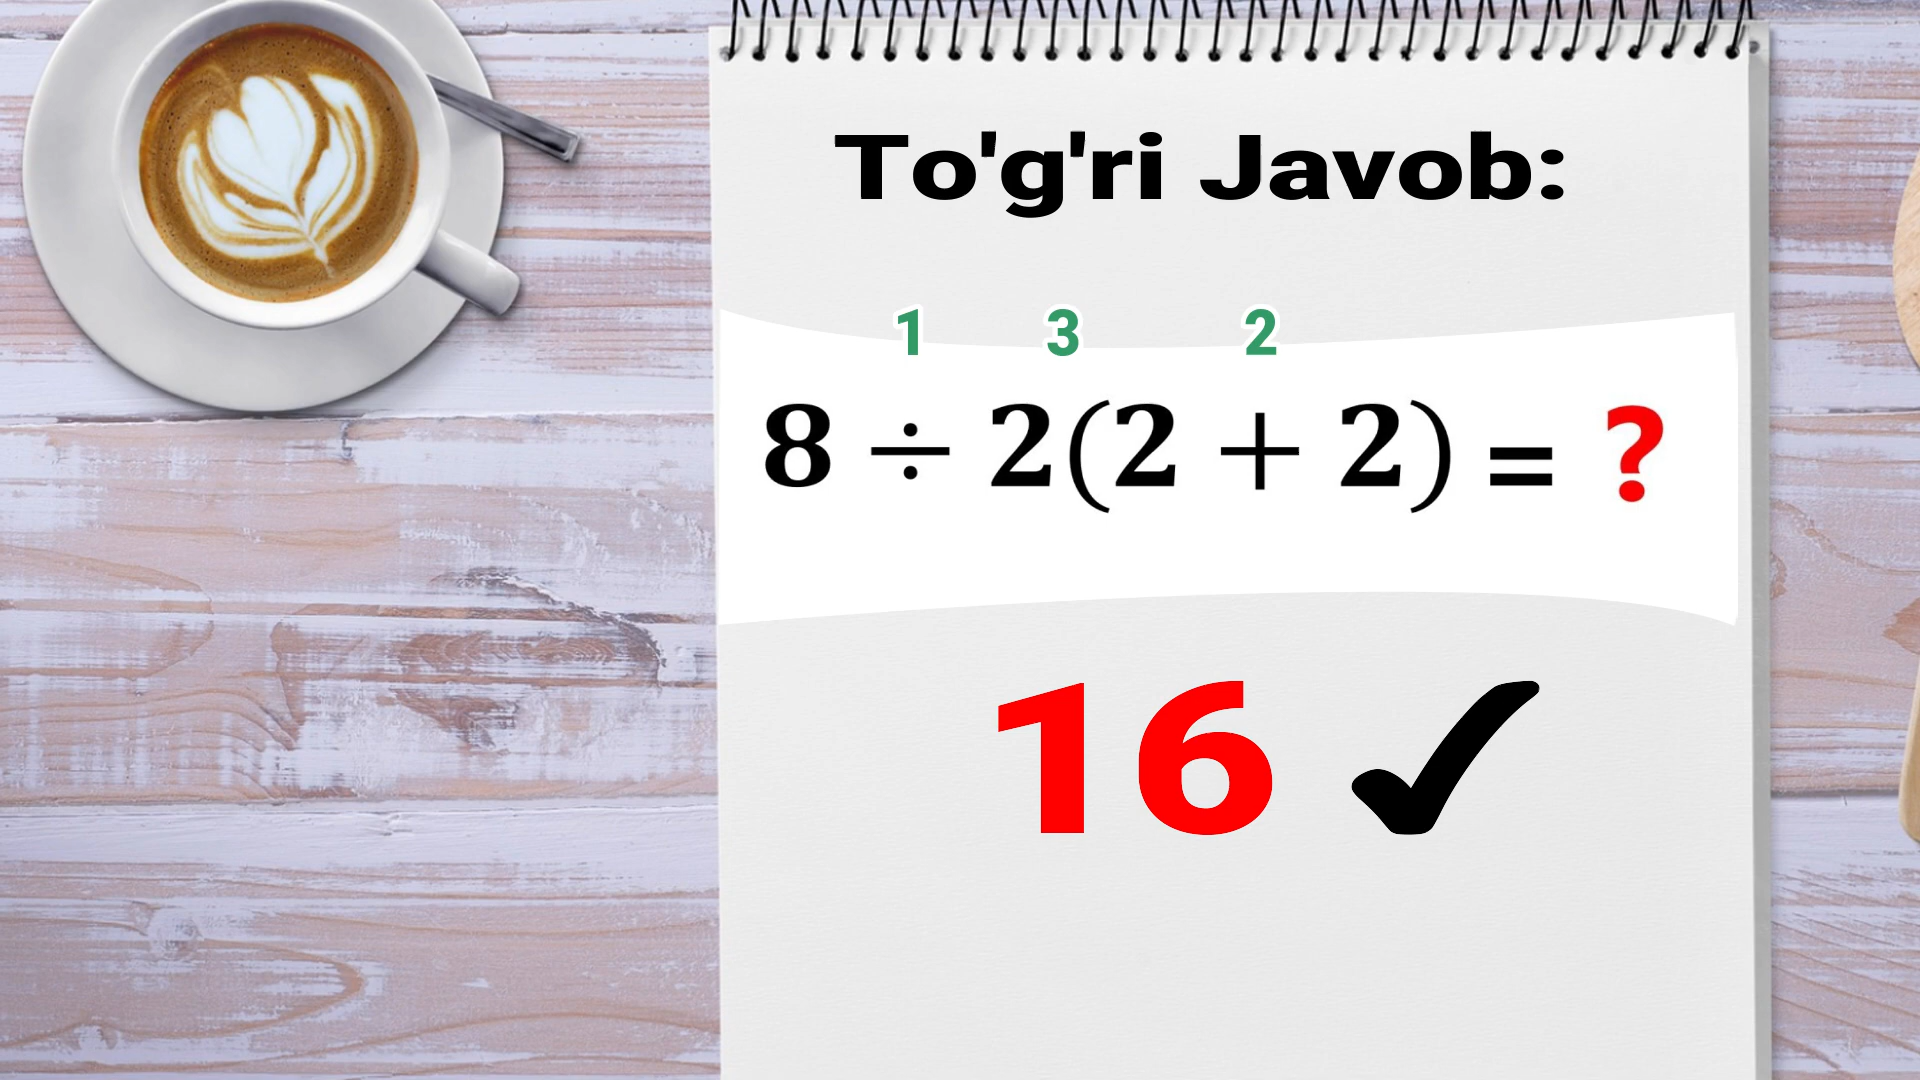 To'g'ri Javob:
1 3 2
8 ÷ 2(2 + 2) = ?
16 ✔